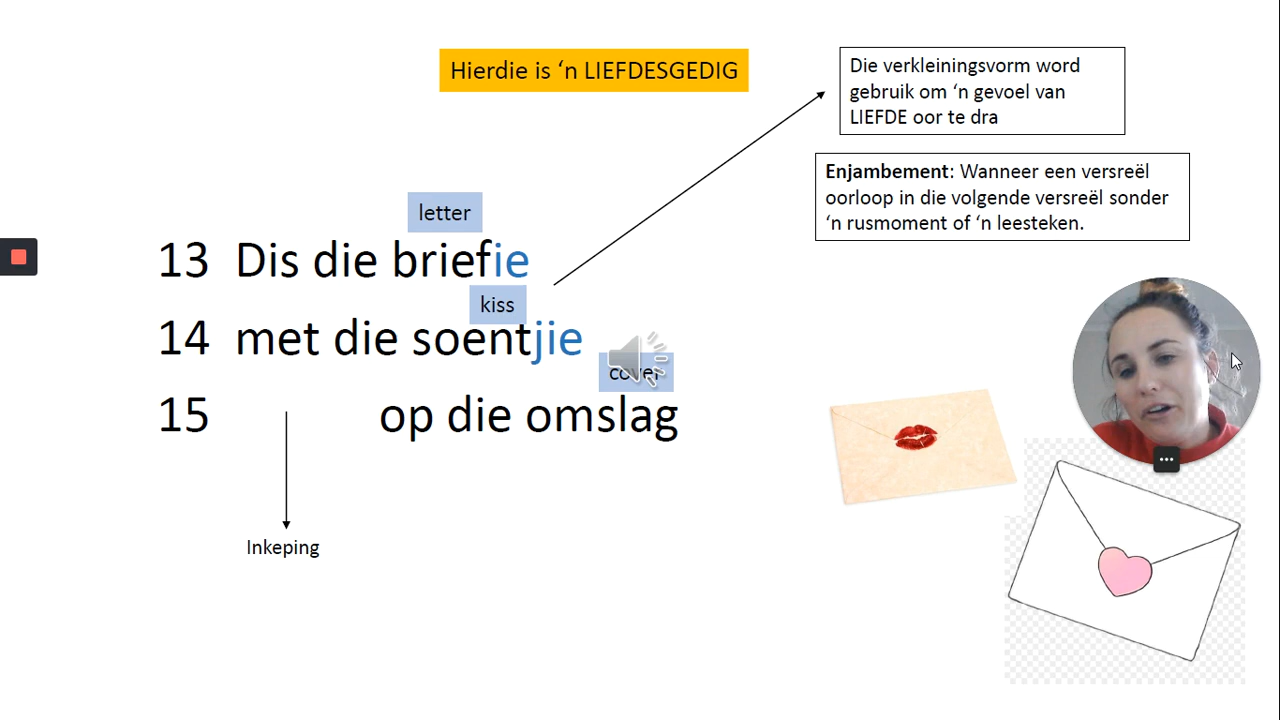 Hierdie is ‘n LIEFDESGEDIG
Die verkleiningsvorm word
gebruik om ‘n gevoel van
LIEFDE oor te dra
Enjambement: Wanneer een versreël
oorloop in die volgende versreël sonder
‘n rusmoment of ‘n leesteken.
letter
13 Dis die briefie
kiss
14 met die soentjie
cover
15 op die omslag
Inkeping